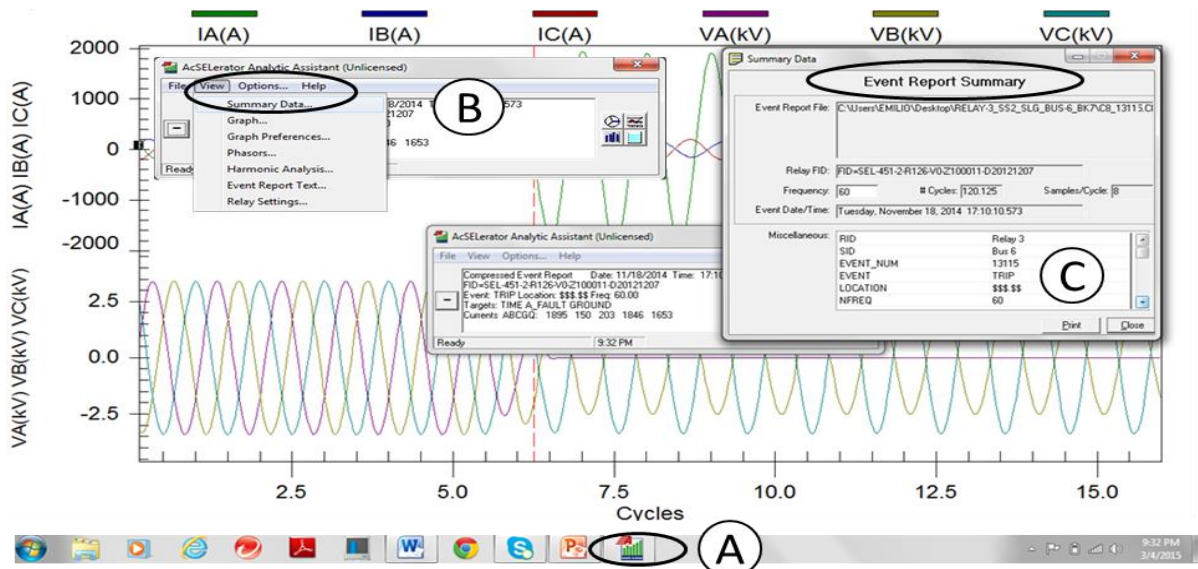 IA(A) IB(A) IC(A) VA(kV) VB(kV) VC(kV)
IA(A) IB(A) IC(A)
2000
1000
0
-1000
-2000
VA(kV) VB(kV) VC(kV)
2.5
0.0
-2.5
2.5 5.0 7.5 10.0 12.5 15.0
Cycles
AcSELerator Analytic Assistant (Unlicensed)
File View Options... Help
Summary Data...
Graph...
Graph Preferences...
Phasors...
Harmonic Analysis...
Event Report Text...
Relay Settings...
8/2014 T
573
21207
46 1653
Ready
B
AcSELerator Analytic Assistant (Unlicensed)
File View Options... Help
Compressed Event Report Date: 11/18/2014 Time: 17:10
FID=SEL-451-2-R126-V0-Z100011-D20121207
Event: TRIP Location: $$$.$$ Freq: 60.00
Targets: TIME A_FAULT GROUND
Currents ABCGQ: 1895 150 203 1846 1653
Ready 9:32 PM
Summary Data
Event Report Summary
Event Report File: C:\Users\EMILIO\Desktop\RELAY-3_SS2_SLG_BUS-6_BK7\C8_13115.CI
Relay FID: FID=SEL-451-2-R126-V0-Z100011-D20121207
Frequency: 60 # Cycles: 120.125 Samples/Cycle: 8
Event Date/Time: Tuesday, November 18, 2014 17:10:10.573
Miscellaneous:
RID Relay 3
SID Bus 6
EVENT_NUM 13115
EVENT TRIP
LOCATION $$$.$$
NFREQ 60
C
Print Close
A
9:32 PM
3/4/2015